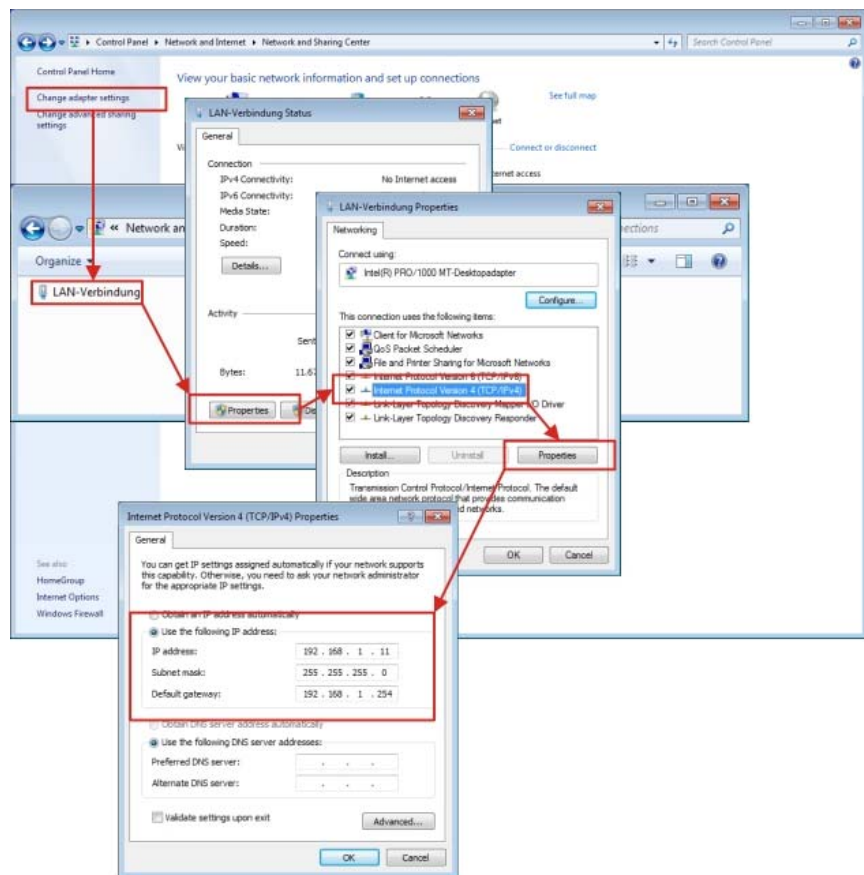 Control Panel ▸ Network and Internet ▸ Network and Sharing Center
Search Control Panel
Control Panel Home
Change adapter settings
Change advanced sharing
settings
View your basic network information and set up connections
See full map
Connect or disconnect
LAN-Verbindung Status
General
Connection
IPv4 Connectivity:
No Internet access
IPv6 Connectivity:
Media State:
Duration:
Speed:
Details...
Activity
Sent
Bytes:
11.67
Properties
« Network an
Organize
LAN-Verbindung
LAN-Verbindung Properties
Networking
Connect using:
Intel(R) PRO/1000 MT-Desktopadapter
Configure...
This connection uses the following items:
Client for Microsoft Networks
QoS Packet Scheduler
File and Printer Sharing for Microsoft Networks
Internet Protocol Version 6 (TCP/IPv6)
Internet Protocol Version 4 (TCP/IPv4)
Link-Layer Topology Discovery Mapper I/O Driver
Link-Layer Topology Discovery Responder
Install...
Uninstall
Properties
Description
Transmission Control Protocol/Internet Protocol. The default
wide area network protocol that provides communication
networks.
OK
Cancel
See also
HomeGroup
Internet Options
Windows Firewall
Internet Protocol Version 4 (TCP/IPv4) Properties
General
You can get IP settings assigned automatically if your network supports
this capability. Otherwise, you need to ask your network administrator
for the appropriate IP settings.
Obtain an IP address automatically
Use the following IP address:
IP address:
192 . 168 . 1 . 11
Subnet mask:
255 . 255 . 255 . 0
Default gateway:
192 . 168 . 1 . 254
Obtain DNS server address automatically
Use the following DNS server addresses:
Preferred DNS server:
Alternate DNS server:
Validate settings upon exit
Advanced...
OK
Cancel